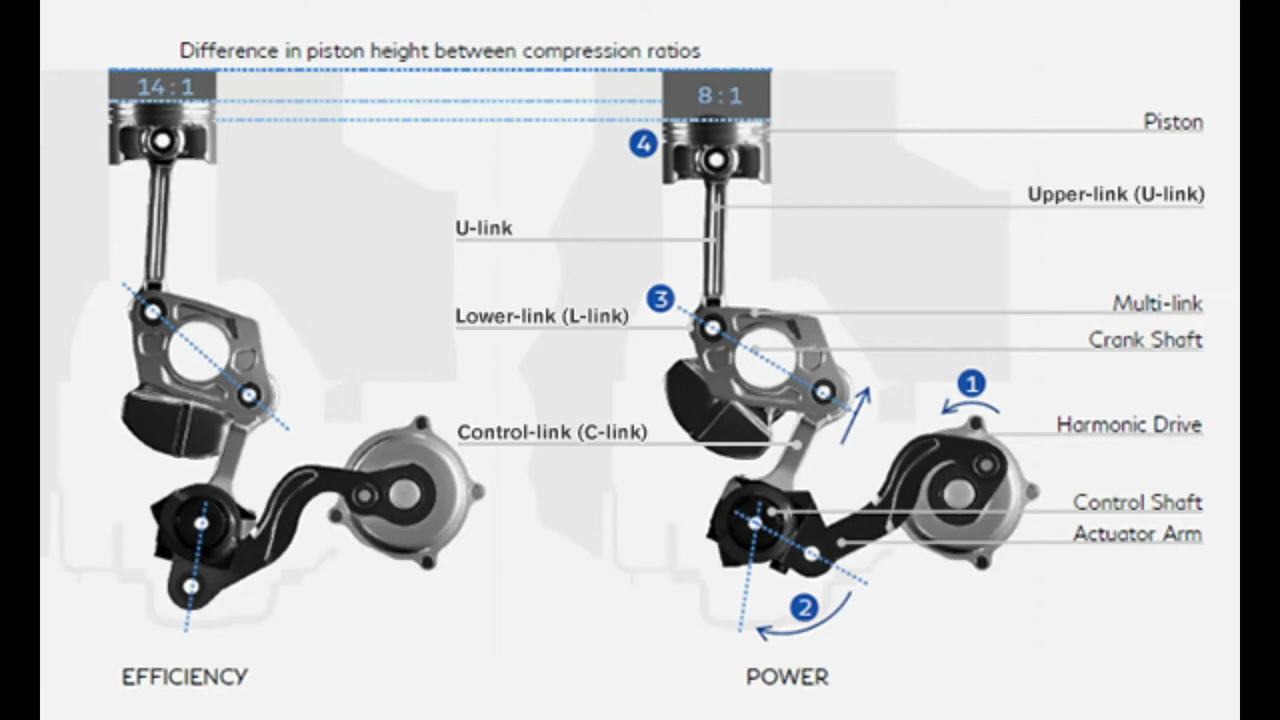 Difference in piston height between compression ratios
14:1
8:1
Piston
4
Upper-link (U-link)
U-link
3
Multi-link
Lower-link (L-link)
Crank Shaft
1
Harmonic Drive
Control-link (C-link)
Control Shaft
Actuator Arm
2
EFFICIENCY
POWER